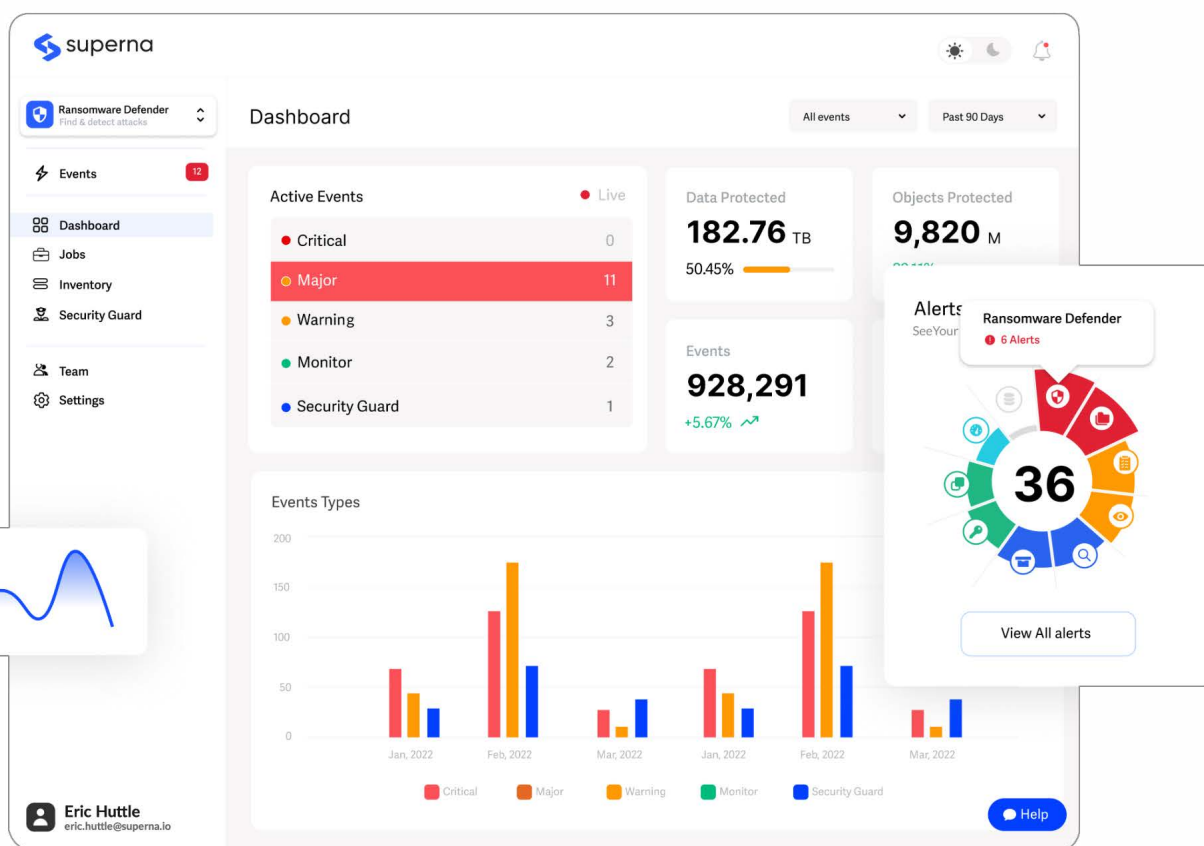 superna
Ransomware Defender
Find & detect attacks
Events
12
Dashboard
Jobs
Inventory
Security Guard
Team
Settings
Eric Huttle
eric.huttle@superna.io
Dashboard
All events
Past 90 Days
Active Events
Live
Critical 0
Major 11
Warning 3
Monitor 2
Security Guard 1
Data Protected
182.76 TB
50.45%
Objects Protected
9,820 M
Events
928,291
+5.67%
Alerts
SeeYour
Ransomware Defender
6 Alerts
36
View All alerts
Events Types
200
150
100
50
0
Jan, 2022 Feb, 2022 Mar, 2022 Jan, 2022 Feb, 2022 Mar, 2022
Critical Major Warning Monitor Security Guard
Help